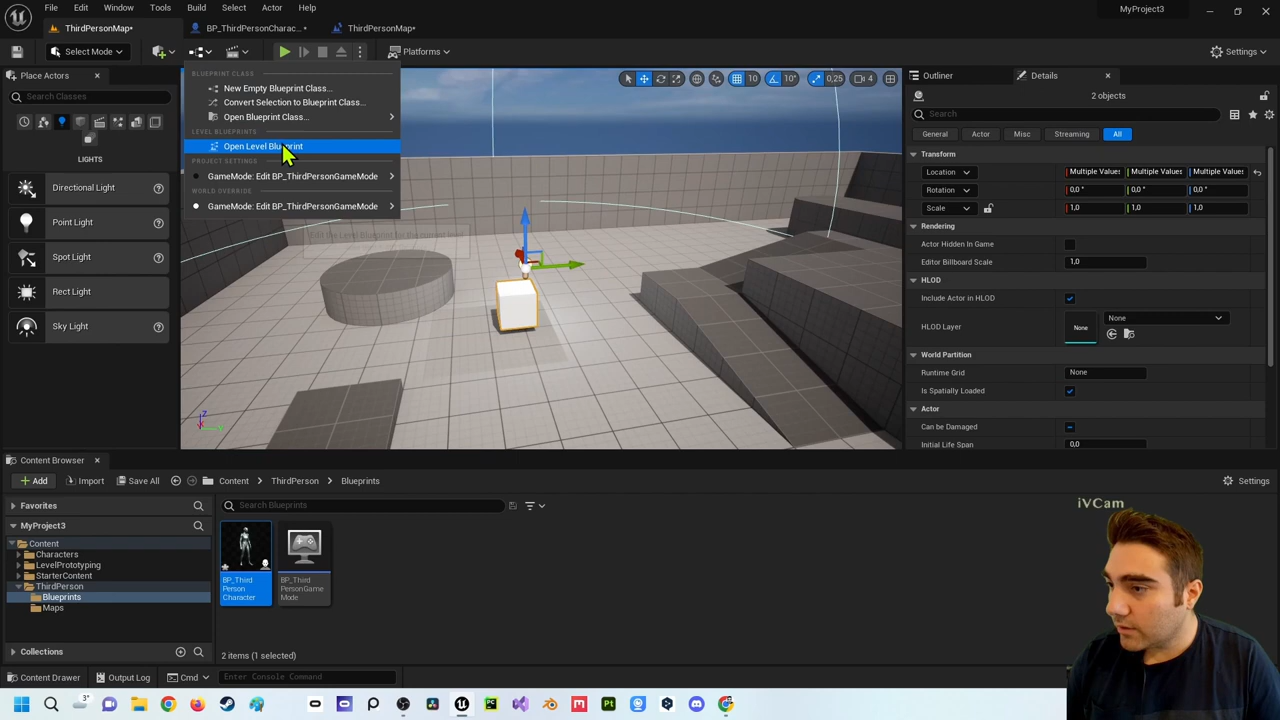 File Edit Window Tools Build Select Actor Help
MyProject3
ThirdPersonMap*
BP_ThirdPersonCharac...*
ThirdPersonMap*
Select Mode
Platforms
Settings
Place Actors
Search Classes
LIGHTS
Directional Light
Point Light
Spot Light
Rect Light
Sky Light
BLUEPRINT CLASS
New Empty Blueprint Class...
Convert Selection to Blueprint Class...
Open Blueprint Class...
LEVEL BLUEPRINTS
Open Level Blueprint
PROJECT SETTINGS
GameMode: Edit BP_ThirdPersonGameMode
WORLD OVERRIDE
GameMode: Edit BP_ThirdPersonGameMode
10 10° 0,25 4
Outliner
Details
2 objects
Search
General Actor Misc Streaming All
Transform
Location Multiple Values Multiple Values Multiple Values
Rotation 0,0 ° 0,0 ° 0,0 °
Scale 1,0 1,0 1,0
Rendering
Actor Hidden In Game
Editor Billboard Scale 1,0
HLOD
Include Actor in HLOD
HLOD Layer None None
World Partition
Runtime Grid None
Is Spatially Loaded
Actor
Can be Damaged
Initial Life Span 0,0
Content Browser
Add Import Save All Content ThirdPerson Blueprints Settings
Favorites
Search Blueprints
MyProject3
Content
Characters
LevelPrototyping
StarterContent
ThirdPerson
Blueprints
Maps
Collections
BP_Third
Person
Character
BP_Third
PersonGame
Mode
2 items (1 selected)
iVCam
Content Drawer Output Log Cmd Enter Console Command
3°